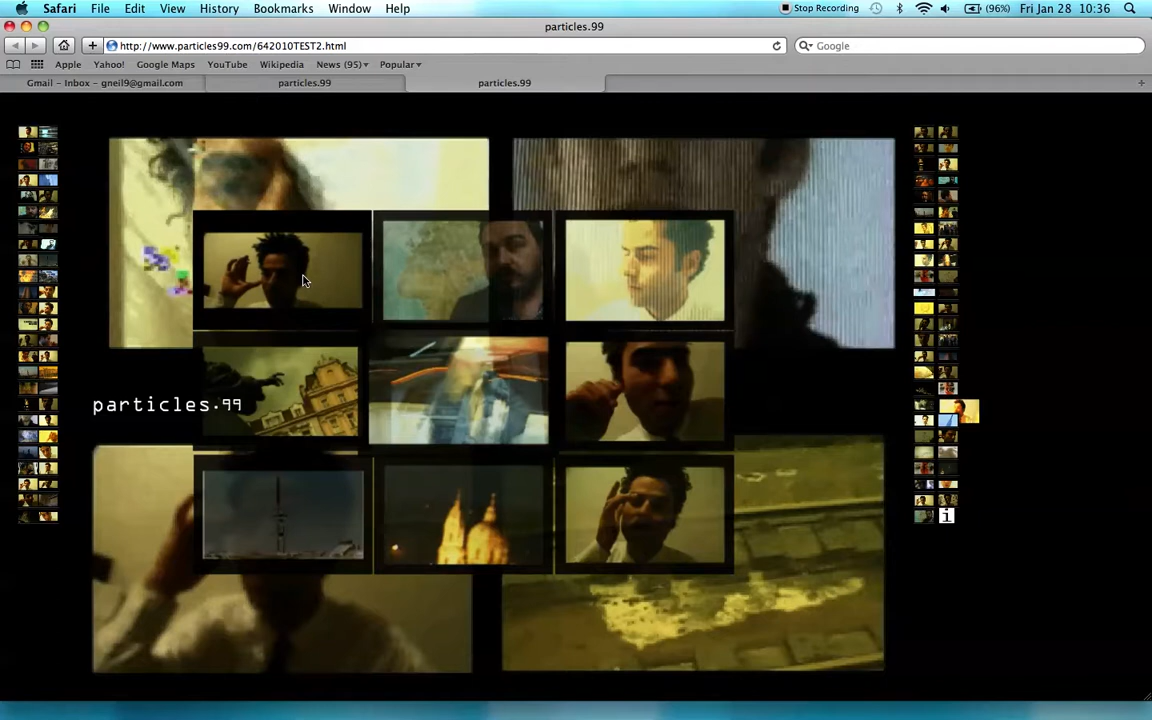 Safari File Edit View History Bookmarks Window Help Stop Recording (96%) Fri Jan 28 10:36
particles.99
http://www.particles99.com/642010TEST2.html Google
Apple Yahoo! Google Maps YouTube Wikipedia News (95) Popular
Gmail – Inbox – gneil9@gmail.com particles.99 particles.99
particles.99
i